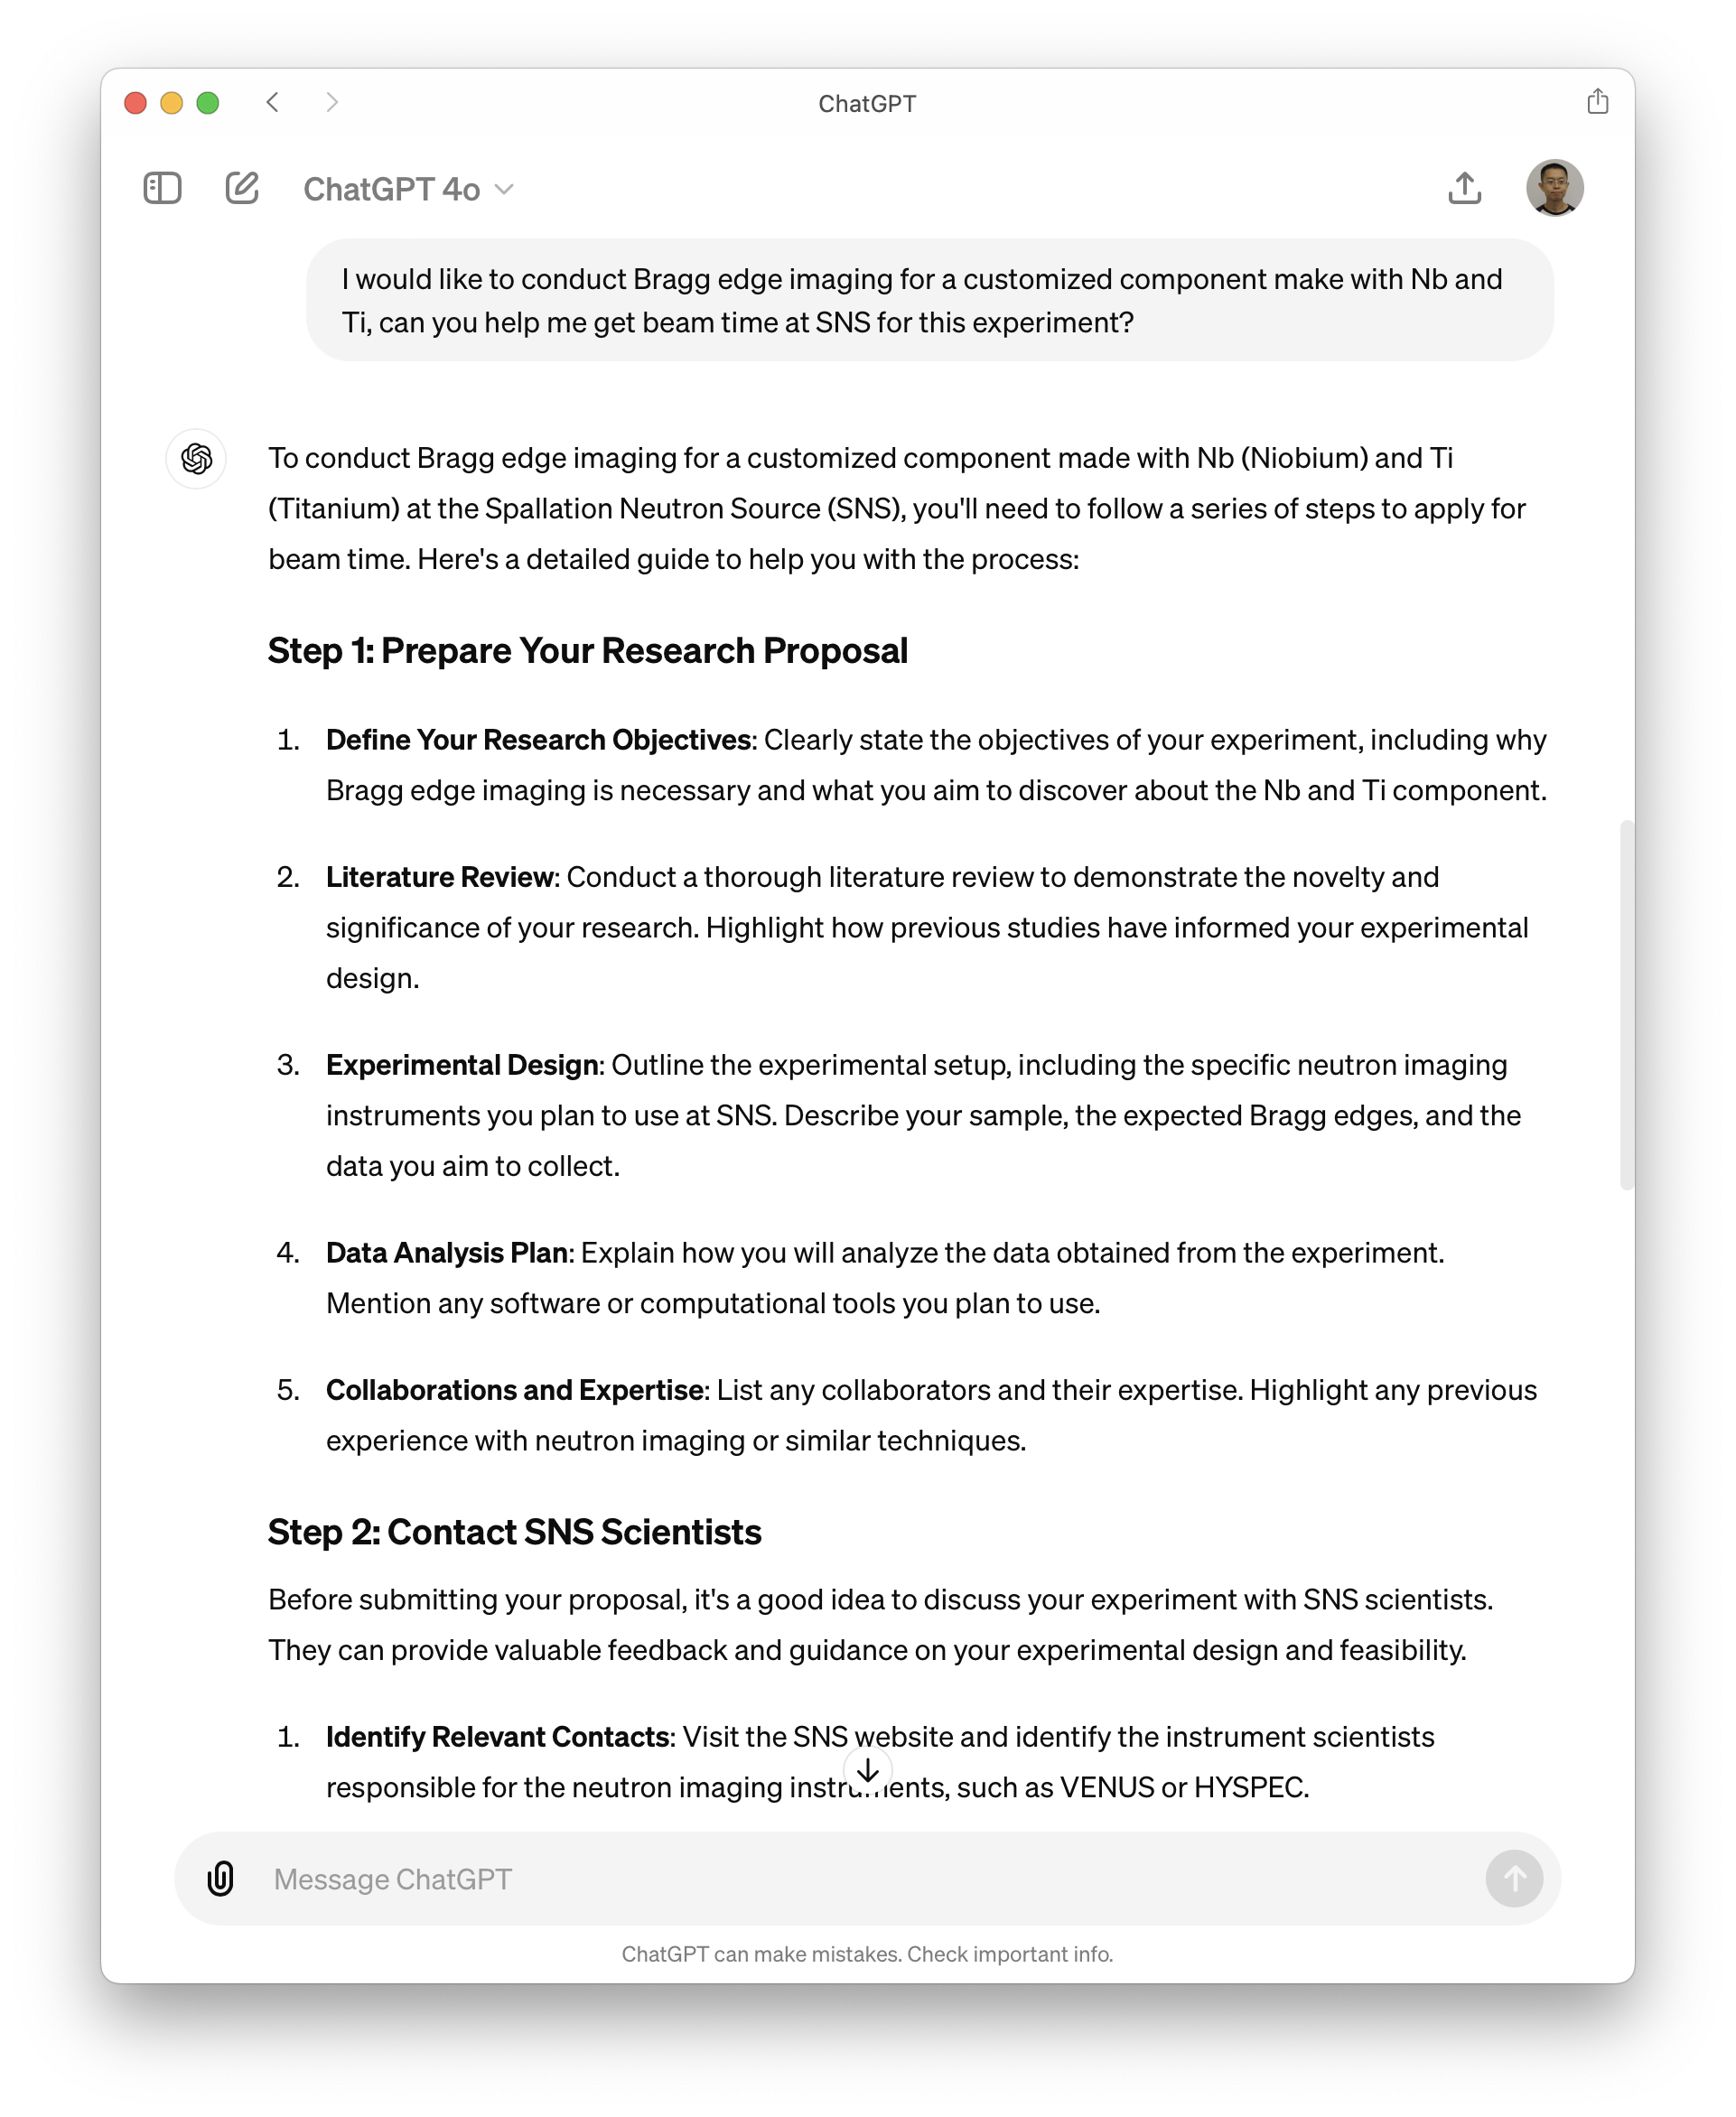 ChatGPT
ChatGPT 4o
I would like to conduct Bragg edge imaging for a customized component make with Nb and
Ti, can you help me get beam time at SNS for this experiment?
To conduct Bragg edge imaging for a customized component made with Nb (Niobium) and Ti
(Titanium) at the Spallation Neutron Source (SNS), you'll need to follow a series of steps to apply for
beam time. Here's a detailed guide to help you with the process:
Step 1: Prepare Your Research Proposal
1. Define Your Research Objectives: Clearly state the objectives of your experiment, including why
Bragg edge imaging is necessary and what you aim to discover about the Nb and Ti component.
2. Literature Review: Conduct a thorough literature review to demonstrate the novelty and
significance of your research. Highlight how previous studies have informed your experimental
design.
3. Experimental Design: Outline the experimental setup, including the specific neutron imaging
instruments you plan to use at SNS. Describe your sample, the expected Bragg edges, and the
data you aim to collect.
4. Data Analysis Plan: Explain how you will analyze the data obtained from the experiment.
Mention any software or computational tools you plan to use.
5. Collaborations and Expertise: List any collaborators and their expertise. Highlight any previous
experience with neutron imaging or similar techniques.
Step 2: Contact SNS Scientists
Before submitting your proposal, it's a good idea to discuss your experiment with SNS scientists.
They can provide valuable feedback and guidance on your experimental design and feasibility.
1. Identify Relevant Contacts: Visit the SNS website and identify the instrument scientists
responsible for the neutron imaging instruments, such as VENUS or HYSPEC.
Message ChatGPT
ChatGPT can make mistakes. Check important info.